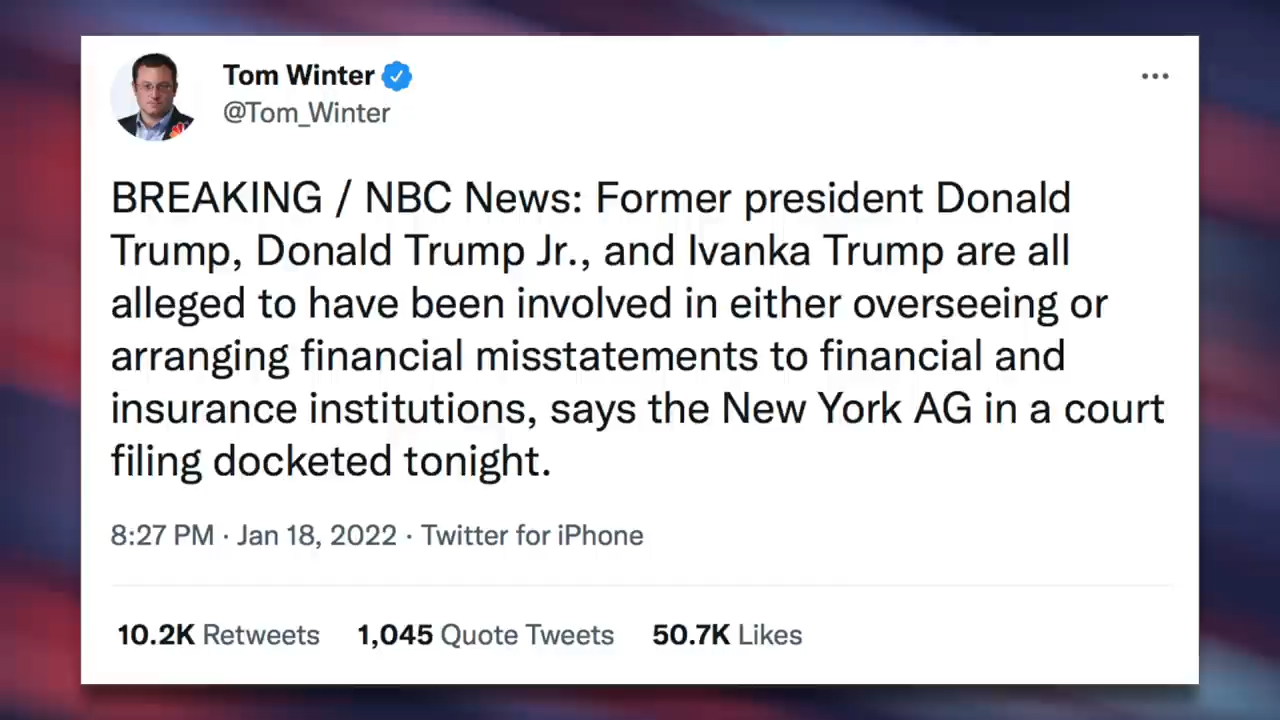 Tom Winter
@Tom_Winter
BREAKING / NBC News: Former president Donald
Trump, Donald Trump Jr., and Ivanka Trump are all
alleged to have been involved in either overseeing or
arranging financial misstatements to financial and
insurance institutions, says the New York AG in a court
filing docketed tonight.
8:27 PM · Jan 18, 2022 · Twitter for iPhone
10.2K Retweets 1,045 Quote Tweets 50.7K Likes